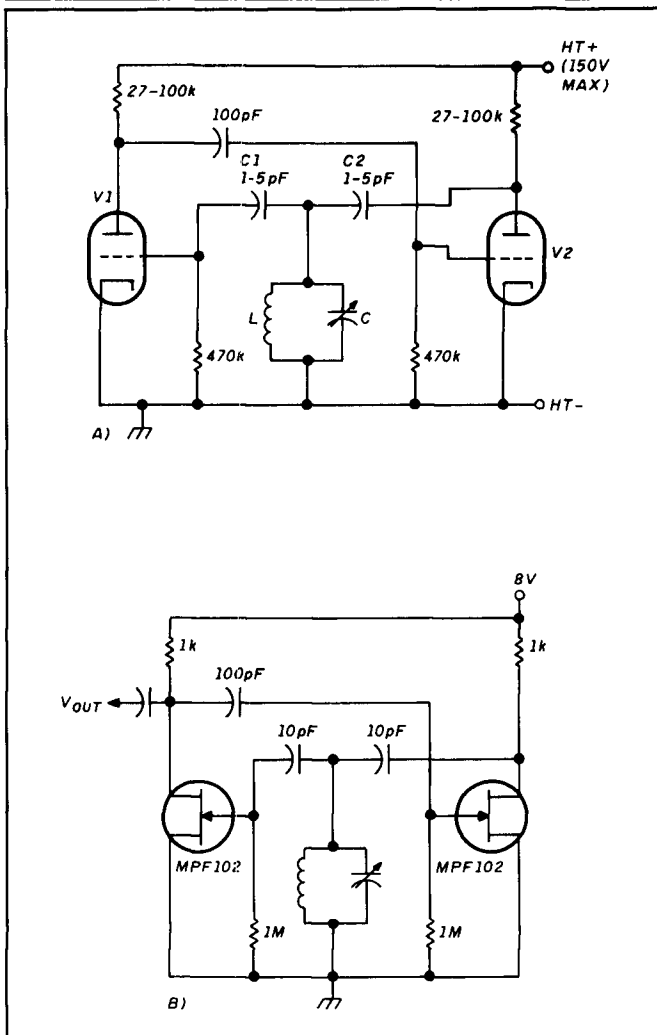 HT+
(150V
MAX)
27-100k
100pF
27-100k
C1
1-5pF
C2
1-5pF
V1
V2
L
C
470k
470k
A)
HT-
8V
1k
1k
100pF
VOUT
10pF
10pF
MPF102
MPF102
1M
1M
B)